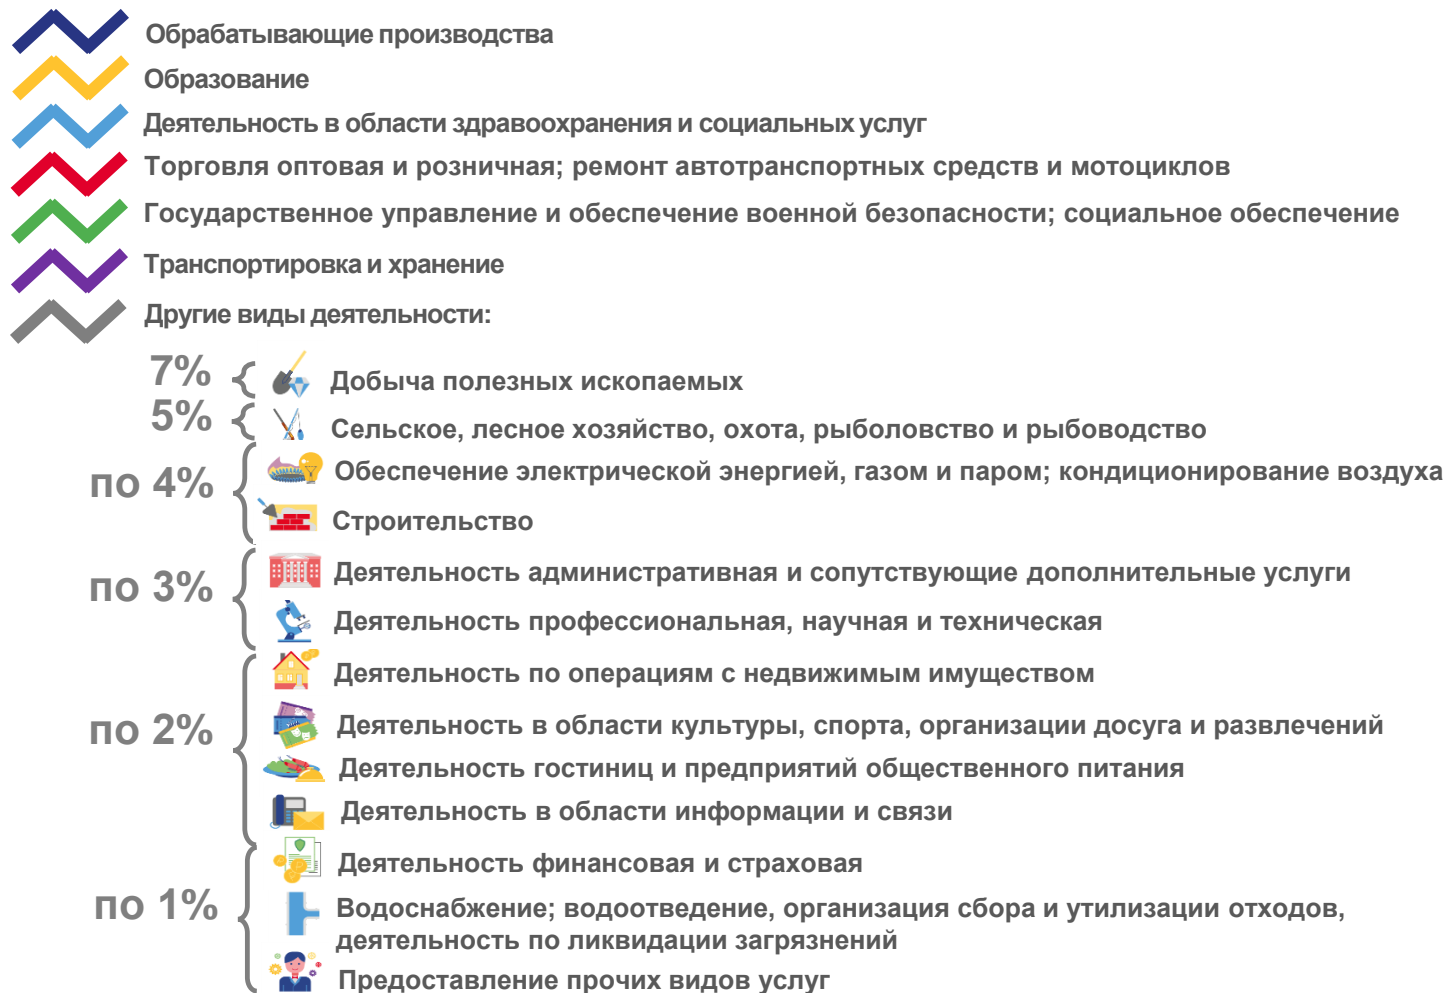 Обрабатывающие производства
Образование
Деятельность в области здравоохранения и социальных услуг
Торговля оптовая и розничная; ремонт автотранспортных средств и мотоциклов
Государственное управление и обеспечение военной безопасности; социальное обеспечение
Транспортировка и хранение
Другие виды деятельности:
7% Добыча полезных ископаемых
5% Сельское, лесное хозяйство, охота, рыболовство и рыбоводство
по 4% Обеспечение электрической энергией, газом и паром; кондиционирование воздуха
Строительство
по 3% Деятельность административная и сопутствующие дополнительные услуги
Деятельность профессиональная, научная и техническая
по 2% Деятельность по операциям с недвижимым имуществом
Деятельность в области культуры, спорта, организации досуга и развлечений
Деятельность гостиниц и предприятий общественного питания
Деятельность в области информации и связи
по 1% Деятельность финансовая и страховая
Водоснабжение; водоотведение, организация сбора и утилизации отходов,
деятельность по ликвидации загрязнений
Предоставление прочих видов услуг